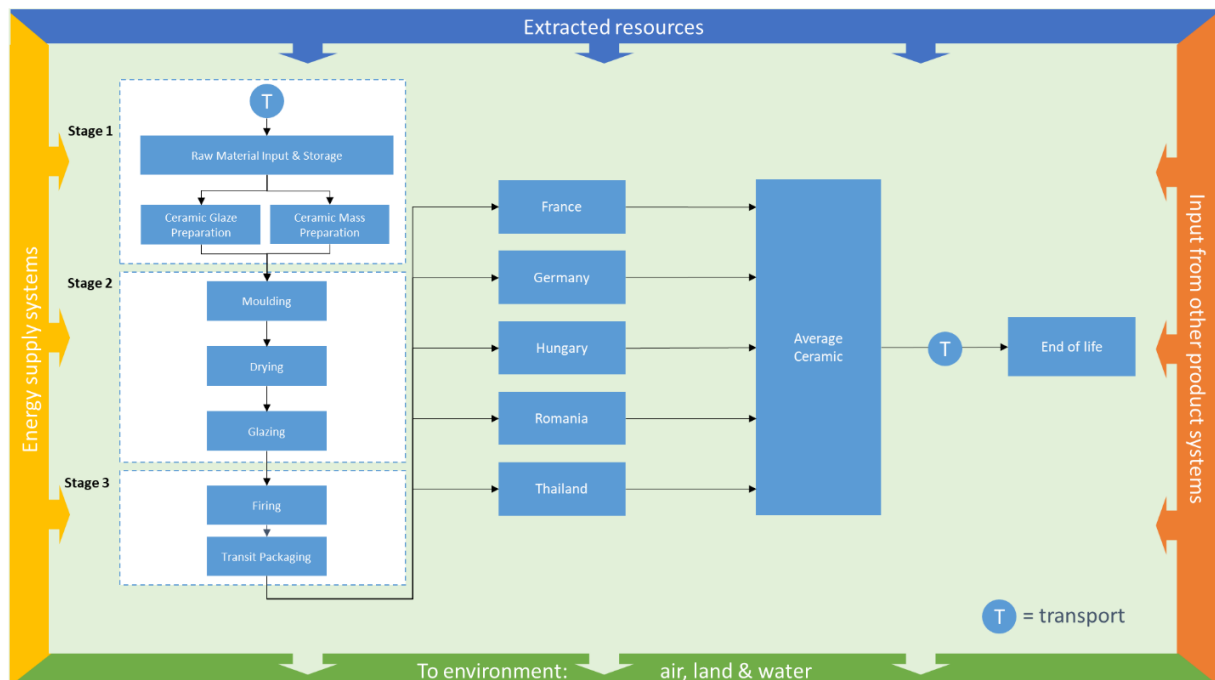 Extracted resources
Energy supply systems
Stage 1
T
Raw Material Input & Storage
Ceramic Glaze
Preparation
Ceramic Mass
Preparation
Stage 2
Moulding
Drying
Glazing
Stage 3
Firing
Transit Packaging
France
Germany
Hungary
Romania
Thailand
Average
Ceramic
T
End of life
Input from other product systems
T = transport
To environment: air, land & water